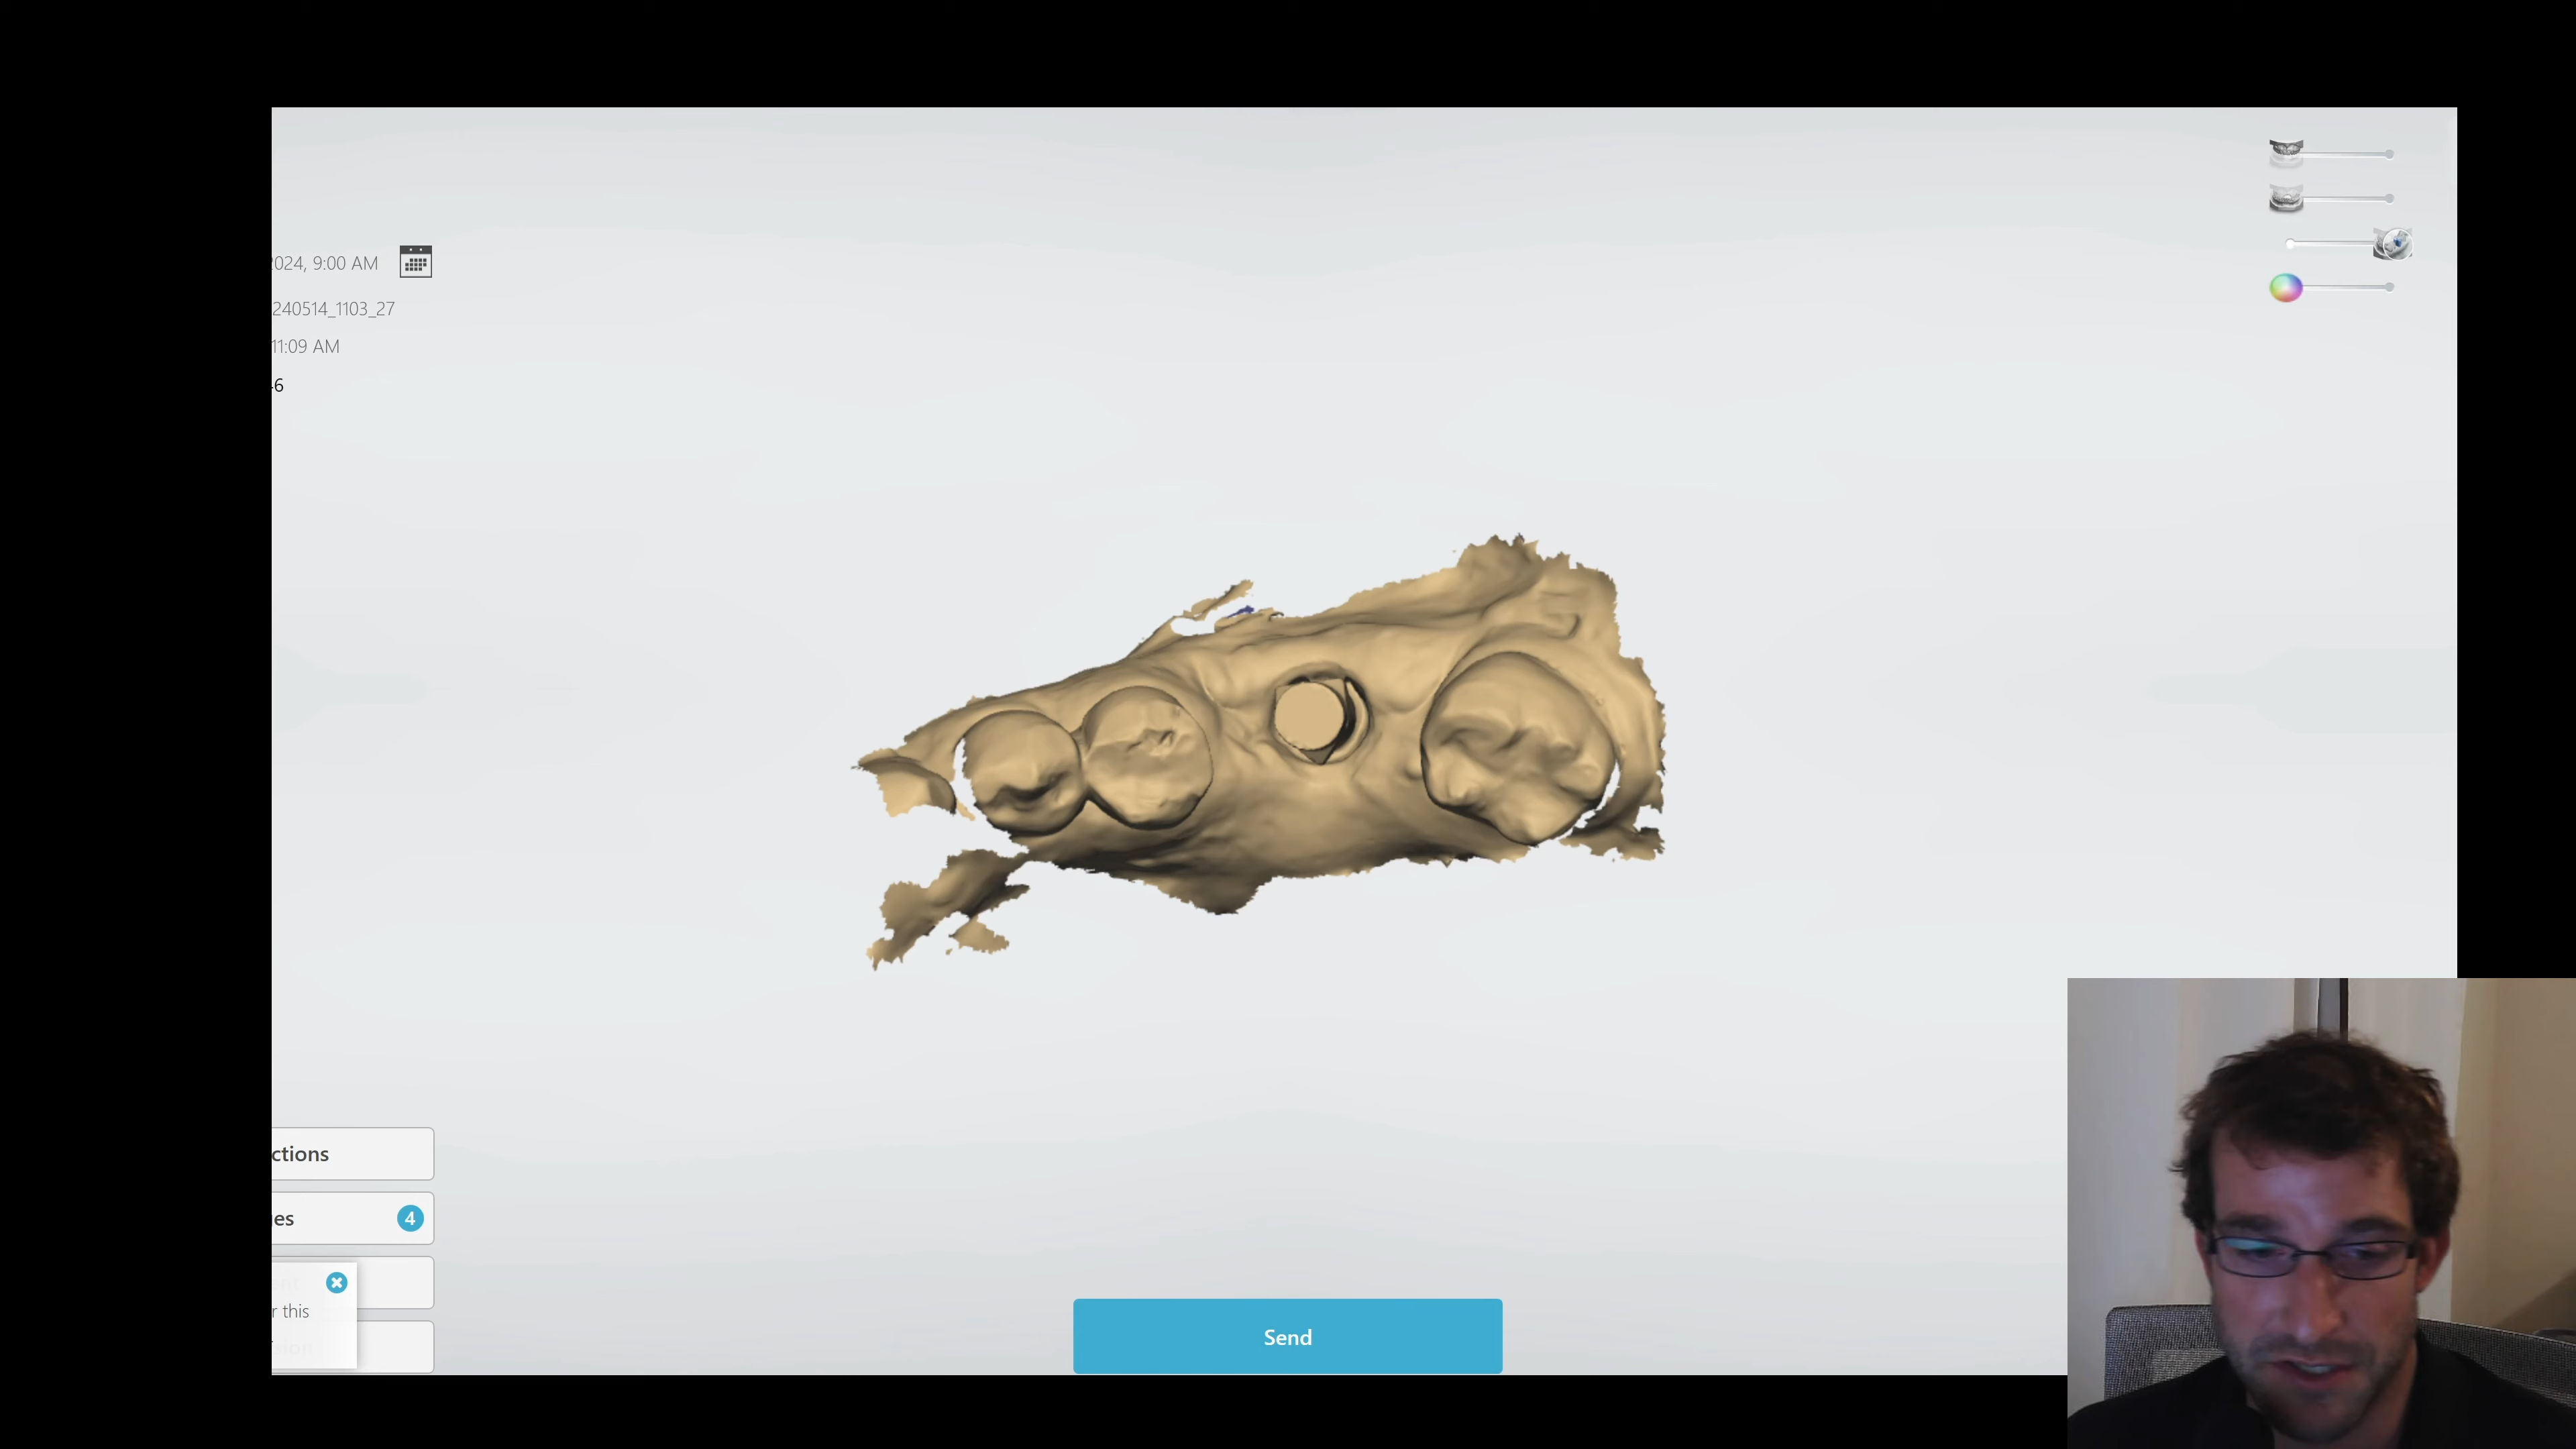 024, 9:00 AM
240514_1103_27
11:09 AM
6
ctions
es
4
r this
Send